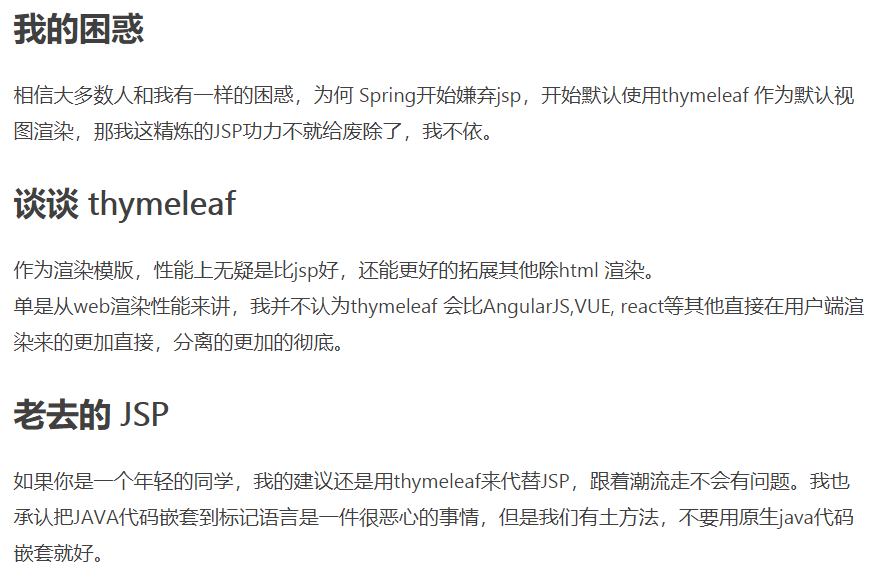 我的困惑
相信大多数人和我有一样的困惑，为何 Spring开始嫌弃jsp，开始默认使用thymeleaf 作为默认视
图渲染，那我这精炼的JSP功力不就给废除了，我不依。
谈谈 thymeleaf
作为渲染模版，性能上无疑是比jsp好，还能更好的拓展其他除html 渲染。
单是从web渲染性能来讲，我并不认为thymeleaf 会比AngularJS,VUE, react等其他直接在用户端渲
染来的更加直接，分离的更加的彻底。
老去的 JSP
如果你是一个年轻的同学，我的建议还是用thymeleaf来代替JSP，跟着潮流走不会有问题。我也
承认把JAVA代码嵌套到标记语言是一件很恶心的事情，但是我们有土方法，不要用原生java代码
嵌套就好。